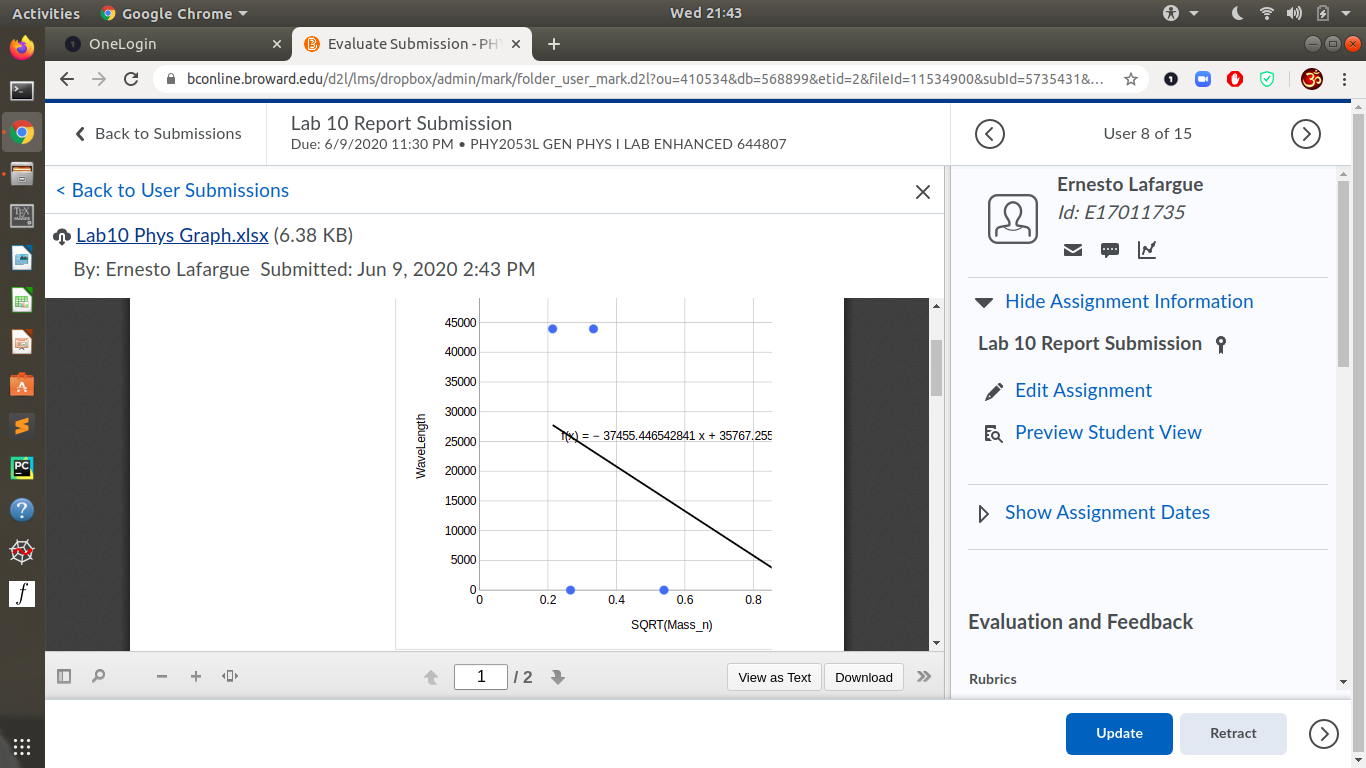 Activities Google Chrome Wed 21:43
OneLogin Evaluate Submission - PHY
bconline.broward.edu/d2l/lms/dropbox/admin/mark/folder_user_mark.d2l?ou=410534&db=568899&etid=2&fileId=11534900&subId=5735431&...
Back to Submissions
Lab 10 Report Submission
Due: 6/9/2020 11:30 PM • PHY2053L GEN PHYS I LAB ENHANCED 644807
User 8 of 15
< Back to User Submissions
Lab10 Phys Graph.xlsx (6.38 KB)
By: Ernesto Lafargue Submitted: Jun 9, 2020 2:43 PM
45000
40000
35000
30000
25000
20000
15000
10000
5000
0
WaveLength
f(x) = − 37455.446542841 x + 35767.255
0 0.2 0.4 0.6 0.8
SQRT(Mass_n)
1 / 2 View as Text Download
Ernesto Lafargue
Id: E17011735
Hide Assignment Information
Lab 10 Report Submission
Edit Assignment
Preview Student View
Show Assignment Dates
Evaluation and Feedback
Rubrics
Update Retract